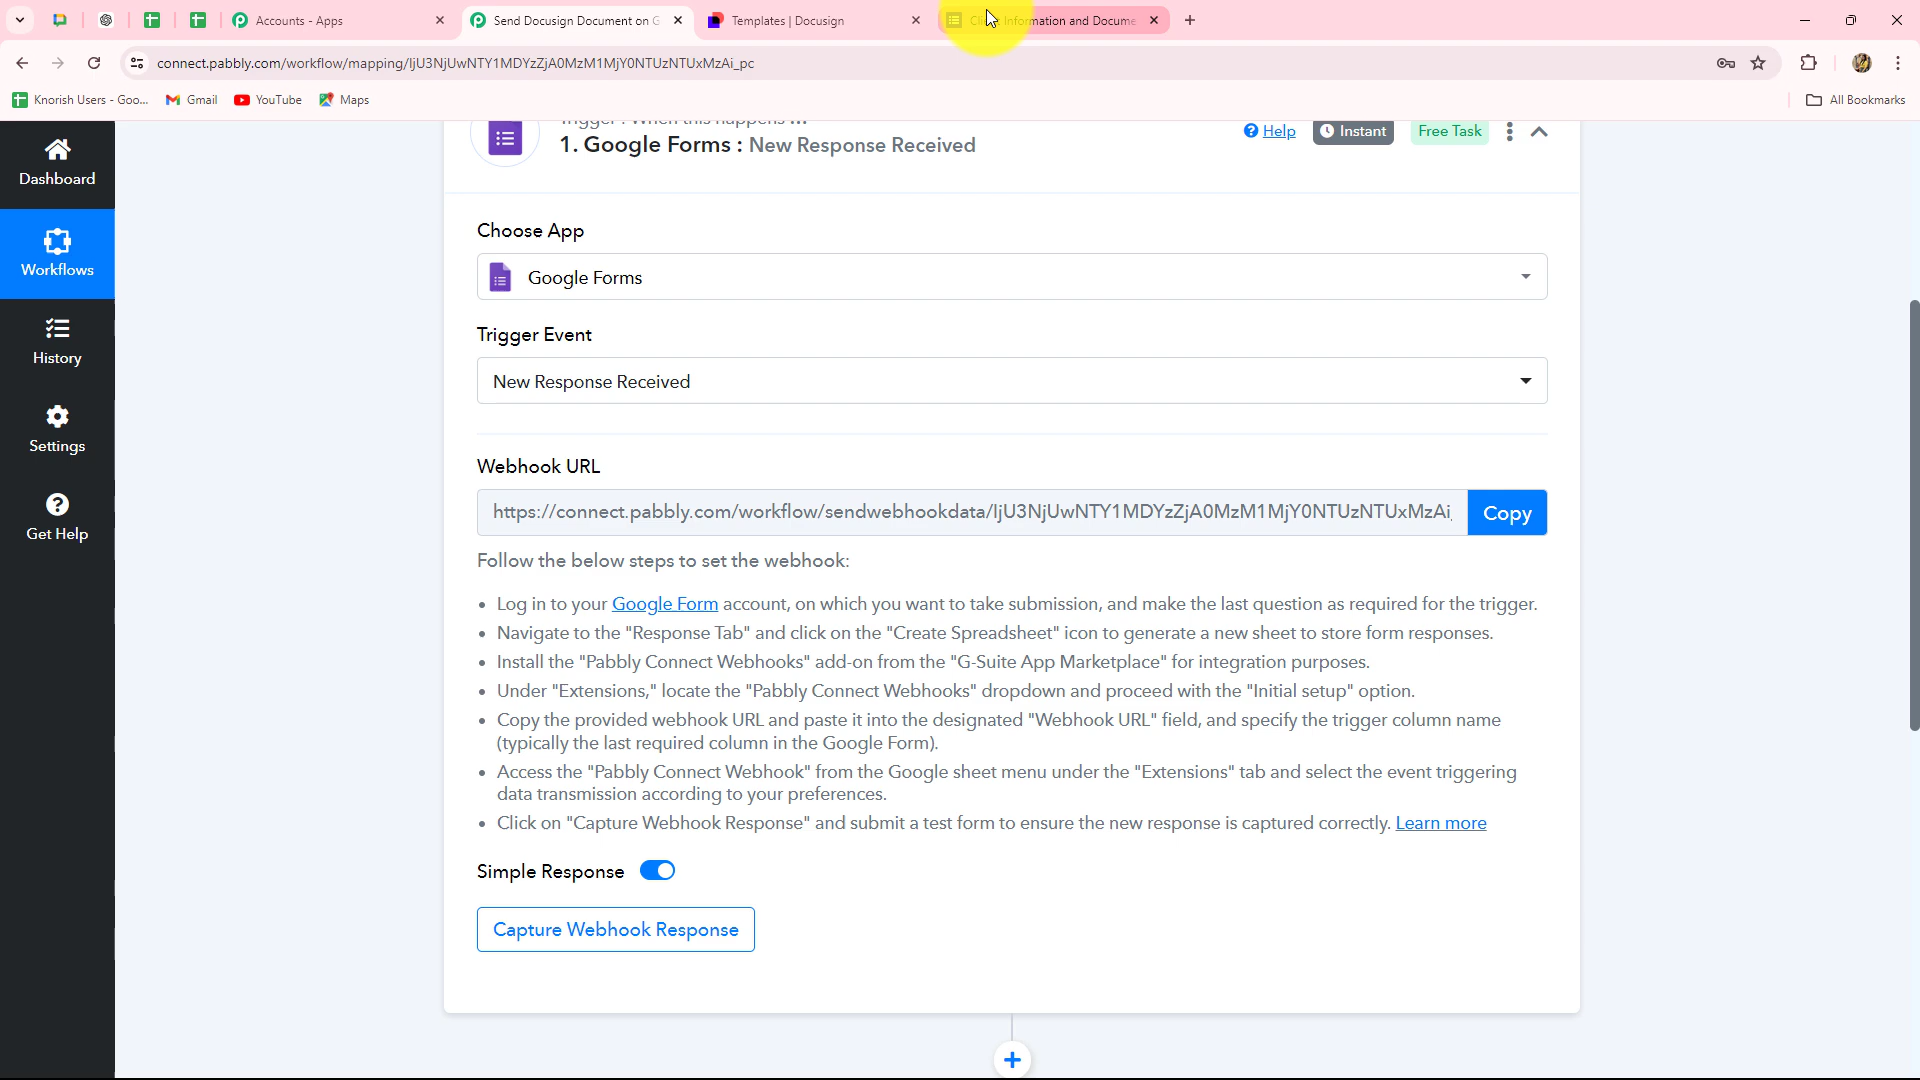 Accounts - Apps
Send Docusign Document on G
Templates | Docusign
Information and Docume
connect.pabbly.com/workflow/mapping/IjU3NjUwNTY1MDYzZjA0MzM1MjY0NTUzNTUxMzAi_pc
Knorish Users - Goo...
Gmail
YouTube
Maps
All Bookmarks
Dashboard
Workflows
History
Settings
Get Help
Trigger : When this happens ...
1. Google Forms : New Response Received
Help
Instant
Free Task
Choose App
Google Forms
Trigger Event
New Response Received
Webhook URL
https://connect.pabbly.com/workflow/sendwebhookdata/IjU3NjUwNTY1MDYzZjA0MzM1MjY0NTUzNTUxMzAi
Copy
Follow the below steps to set the webhook:
• Log in to your Google Form account, on which you want to take submission, and make the last question as required for the trigger.
• Navigate to the "Response Tab" and click on the "Create Spreadsheet" icon to generate a new sheet to store form responses.
• Install the "Pabbly Connect Webhooks" add-on from the "G-Suite App Marketplace" for integration purposes.
• Under "Extensions," locate the "Pabbly Connect Webhooks" dropdown and proceed with the "Initial setup" option.
• Copy the provided webhook URL and paste it into the designated "Webhook URL" field, and specify the trigger column name
(typically the last required column in the Google Form).
• Access the "Pabbly Connect Webhook" from the Google sheet menu under the "Extensions" tab and select the event triggering
data transmission according to your preferences.
• Click on "Capture Webhook Response" and submit a test form to ensure the new response is captured correctly. Learn more
Simple Response
Capture Webhook Response